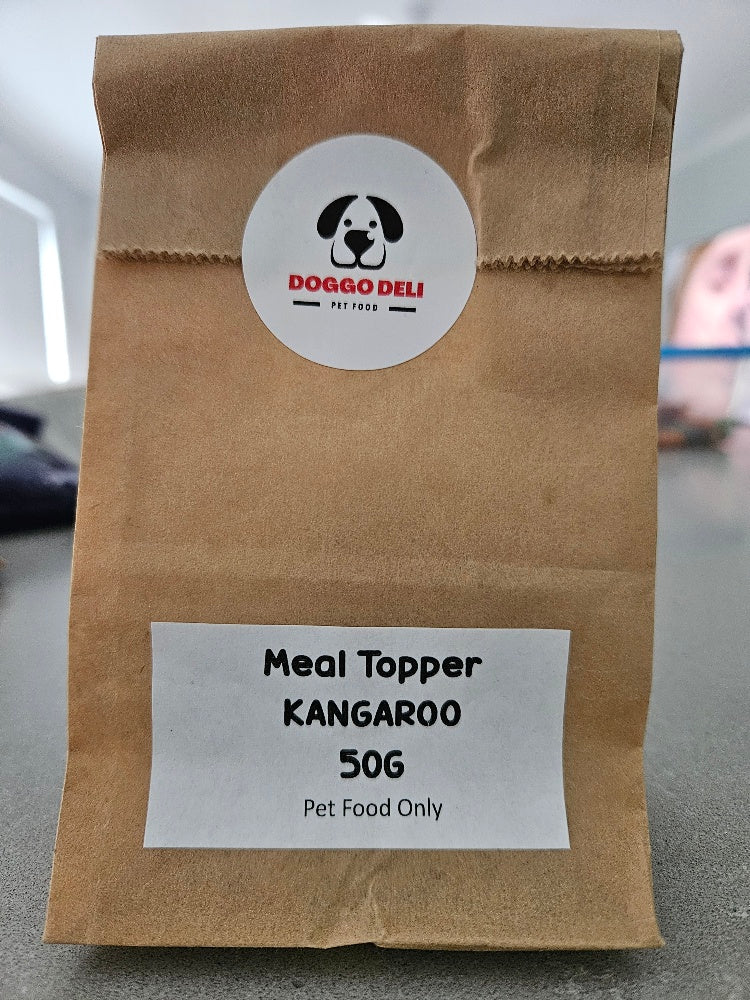 DOGGO DELI
PET FOOD
Meal Topper
KANGAROO
50G
Pet Food Only